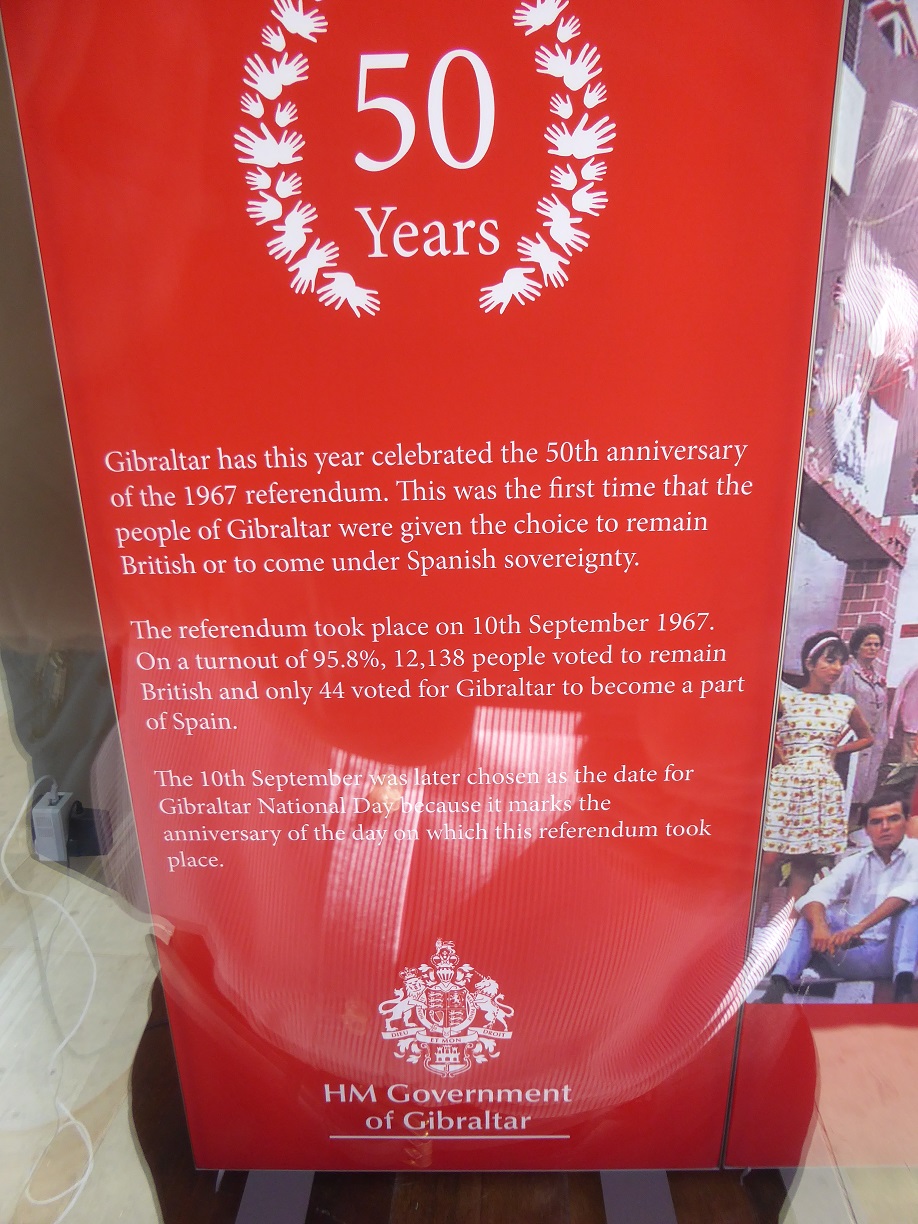 50
Years
Gibraltar has this year celebrated the 50th anniversary
of the 1967 referendum. This was the first time that the
people of Gibraltar were given the choice to remain
British or to come under Spanish sovereignty.
The referendum took place on 10th September 1967.
On a turnout of 95.8%, 12,138 people voted to remain
British and only 44 voted for Gibraltar to become a part
of Spain.
The 10th September was later chosen as the date for
Gibraltar National Day because it marks the
anniversary of the day on which this referendum took
place.
DIEU ET MON DROIT
HM Government
of Gibraltar